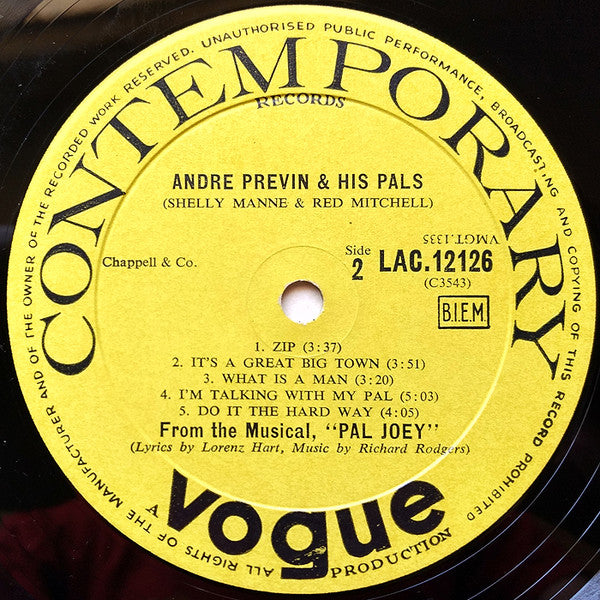 ALL RIGHTS OF THE MANUFACTURER AND OF THE OWNER OF THE RECORDED WORK RESERVED. UNAUTHORISED PUBLIC PERFORMANCE, BROADCASTING AND COPYING OF THIS RECORD PROHIBITED
CONTEMPORARY
RECORDS
ANDRE PREVIN & HIS PALS
(SHELLY MANNE & RED MITCHELL)
VMGT.1335
Chappell & Co.
Side
2
LAC.12126
(C3543)
B.I.E.M.
1. ZIP (3:37)
2. IT'S A GREAT BIG TOWN (3:51)
3. WHAT IS A MAN (3:20)
4. I'M TALKING WITH MY PAL (5:03)
5. DO IT THE HARD WAY (4:05)
From the Musical, "PAL JOEY"
(Lyrics by Lorenz Hart, Music by Richard Rodgers)
A
vogue
PRODUCTION